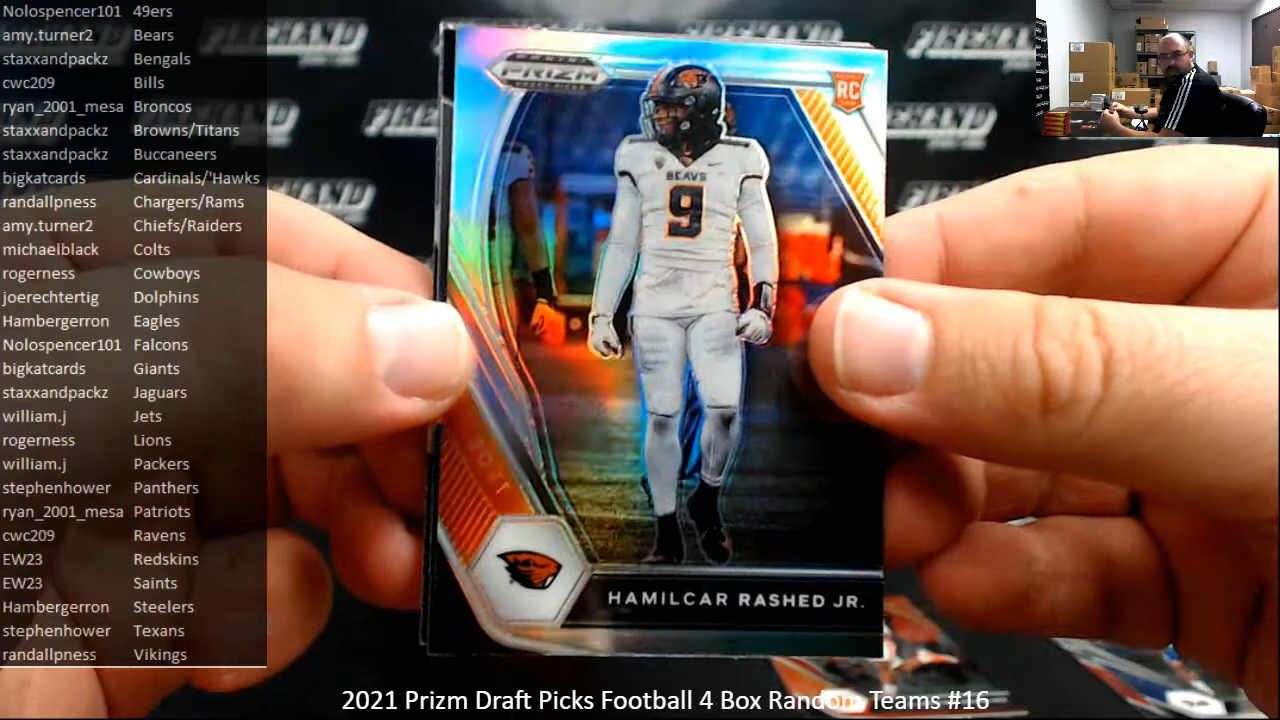 Nolospencer101 49ers
amy.turner2 Bears
staxxandpackz Bengals
cwc209 Bills
ryan_2001_mesa Broncos
staxxandpackz Browns/Titans
staxxandpackz Buccaneers
bigkatcards Cardinals/'Hawks
randallpness Chargers/Rams
amy.turner2 Chiefs/Raiders
michaelblack Colts
rogerness Cowboys
joerechtertig Dolphins
Hambergerron Eagles
Nolospencer101 Falcons
bigkatcards Giants
staxxandpackz Jaguars
william.j Jets
rogerness Lions
william.j Packers
stephenhower Panthers
ryan_2001_mesa Patriots
cwc209 Ravens
EW23 Redskins
EW23 Saints
Hambergerron Steelers
stephenhower Texans
randallpness Vikings
FIREHAND
PANINI
PRIZM
DRAFT PICKS
RC
BEAVS
9
HAMILCAR RASHED JR.
2021 Prizm Draft Picks Football 4 Box Random Teams #16